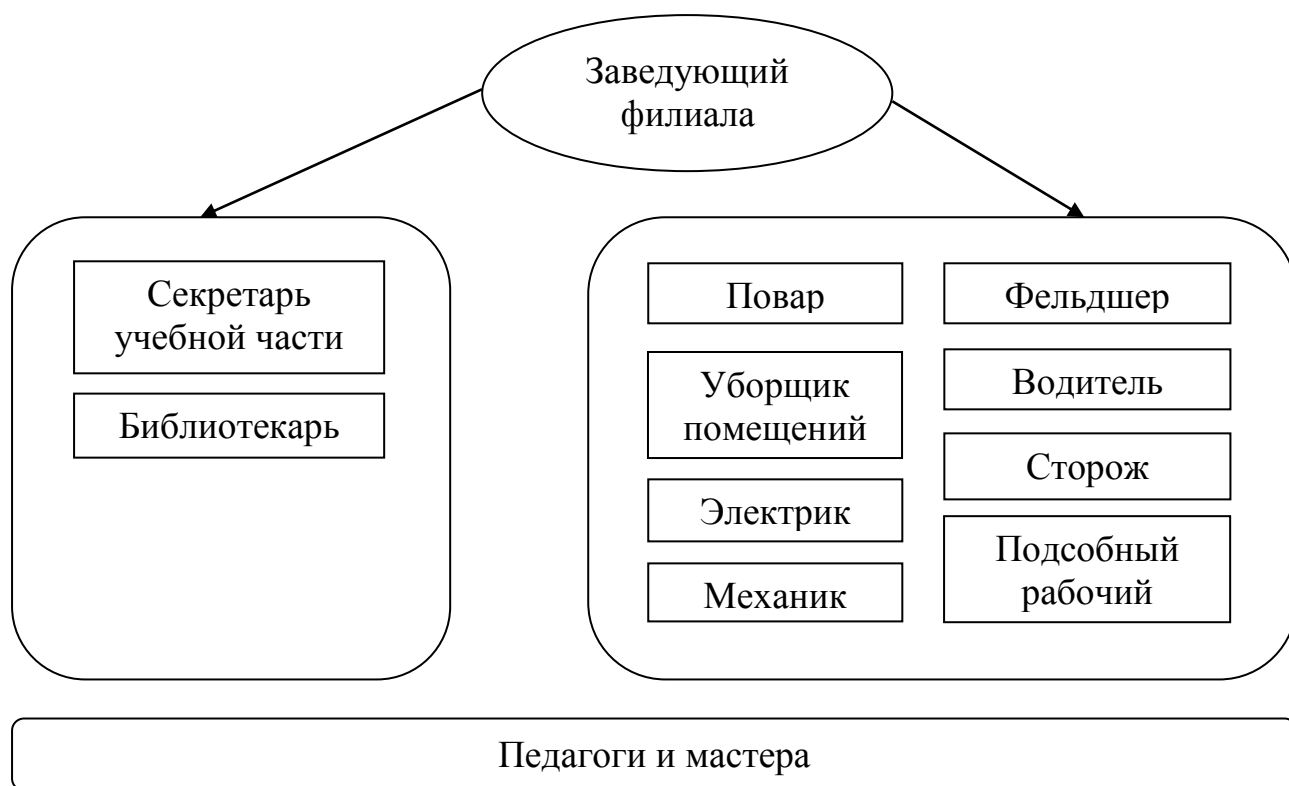 Заведующий
филиала
Секретарь
учебной части
Библиотекарь
Повар
Уборщик
помещений
Электрик
Механик
Фельдшер
Водитель
Сторож
Подсобный
рабочий
Педагоги и мастера